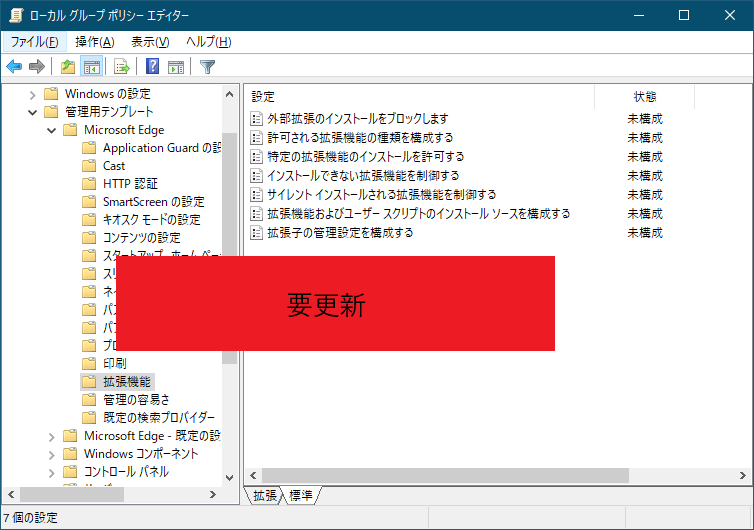 ローカル グループ ポリシー エディター
ファイル(F) 操作(A) 表示(V) ヘルプ(H)
Windows の設定
管理用テンプレート
Microsoft Edge
Application Guard の設
Cast
HTTP 認証
SmartScreen の設定
キオスク モードの設定
コンテンツの設定
スタートアップ、ホーム ペー
スリ
ネイ
パス
パフ
プロ
印刷
拡張機能
管理の容易さ
既定の検索プロバイダー
Microsoft Edge - 既定の設
Windows コンポーネント
コントロール パネル
設定 状態
外部拡張のインストールをブロックします 未構成
許可される拡張機能の種類を構成する 未構成
特定の拡張機能のインストールを許可する 未構成
インストールできない拡張機能を制御する 未構成
サイレント インストールされる拡張機能を制御する 未構成
拡張機能およびユーザー スクリプトのインストール ソースを構成する 未構成
拡張子の管理設定を構成する 未構成
要更新
拡張 標準
7 個の設定